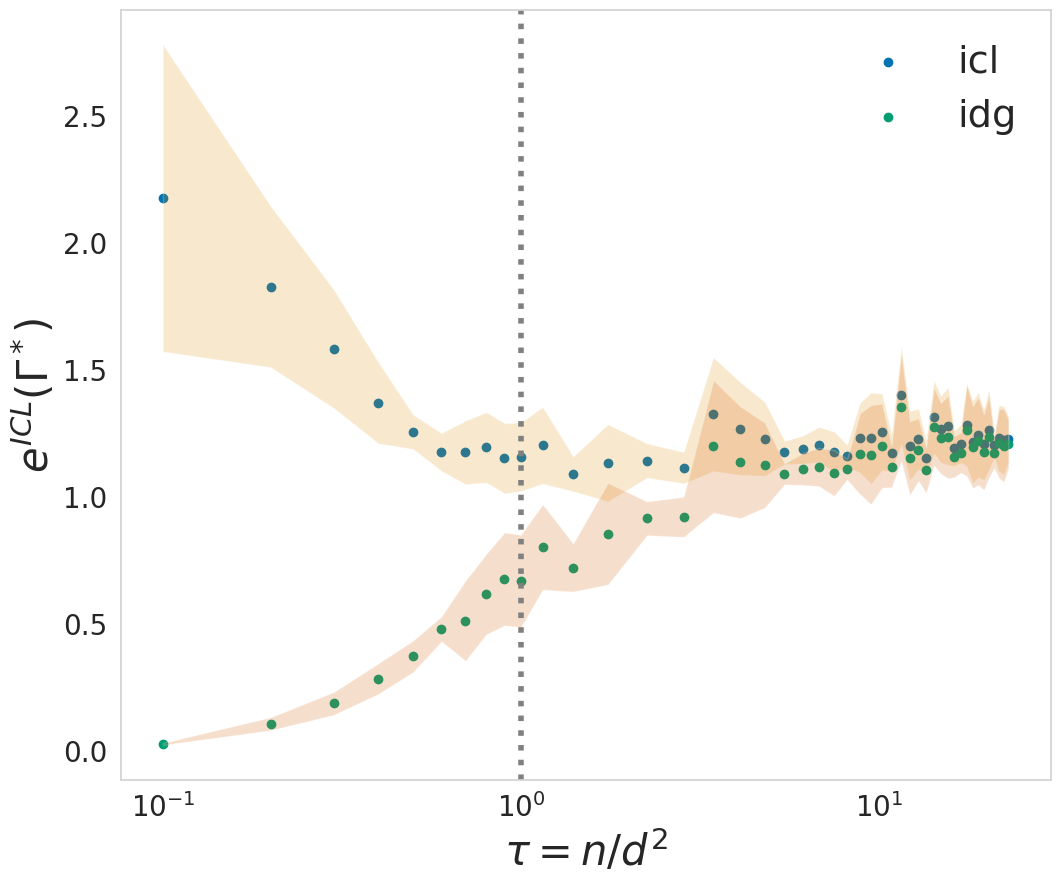 icl
idg
2.5
2.0
1.5
1.0
0.5
0.0
e^{ICL}(Γ^*)
10^{-1}
10^{0}
10^{1}
τ = n/d^2